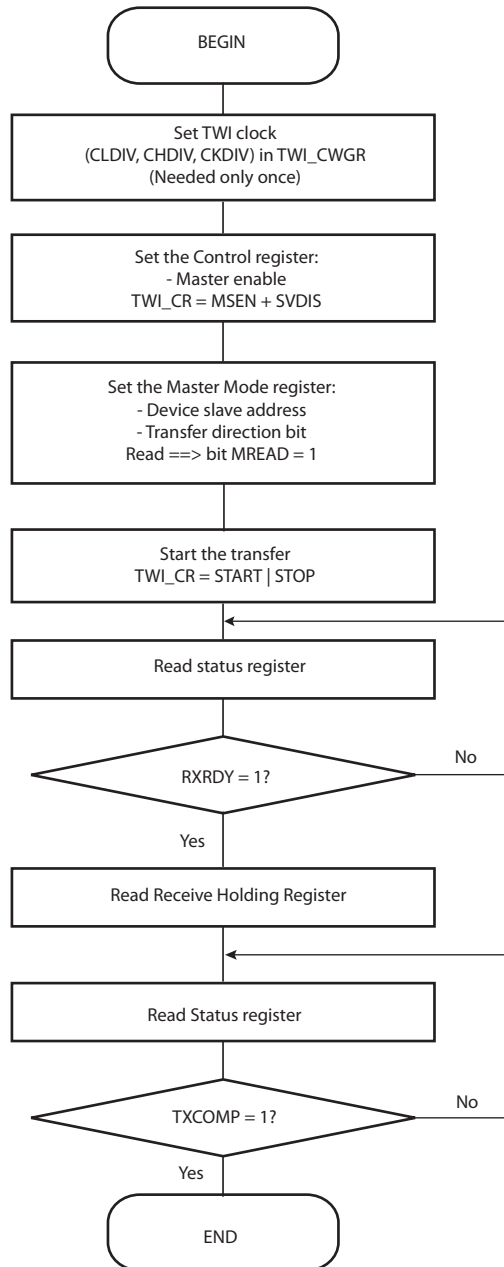 BEGIN
Set TWI clock
(CLDIV, CHDIV, CKDIV) in TWI_CWGR
(Needed only once)
Set the Control register:
- Master enable
TWI_CR = MSEN + SVDIS
Set the Master Mode register:
- Device slave address
- Transfer direction bit
Read ==> bit MREAD = 1
Start the transfer
TWI_CR = START | STOP
Read status register
RXRDY = 1?
No
Yes
Read Receive Holding Register
Read Status register
TXCOMP = 1?
No
Yes
END